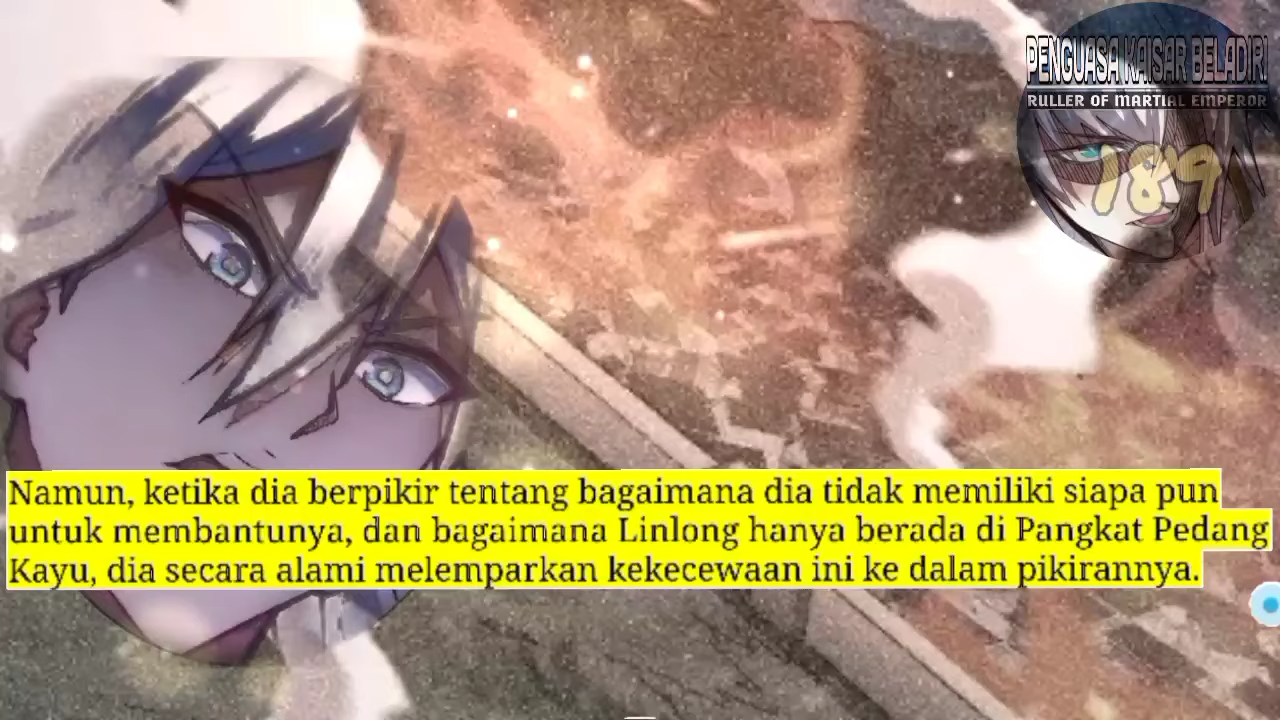 PENGUASA KAISAR BELADIRI
RULLER OF MARTIAL EMPEROR
189
Namun, ketika dia berpikir tentang bagaimana dia tidak memiliki siapa pun
untuk membantunya, dan bagaimana Linlong hanya berada di Pangkat Pedang
Kayu, dia secara alami melemparkan kekecewaan ini ke dalam pikirannya.